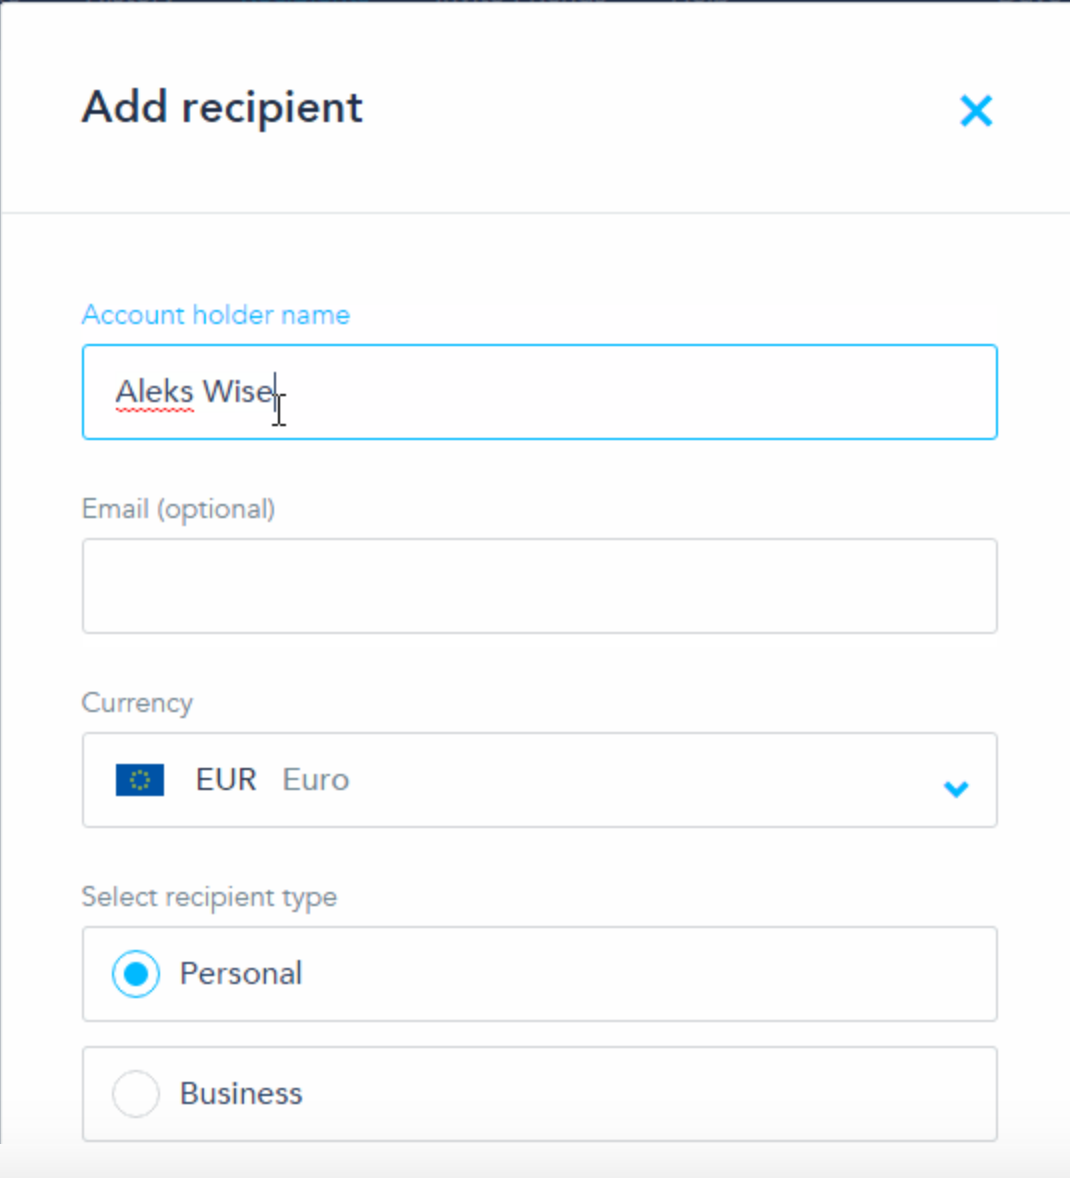 Add recipient
Account holder name
Aleks Wise
Email (optional)
Currency
EUR Euro
Select recipient type
Personal
Business